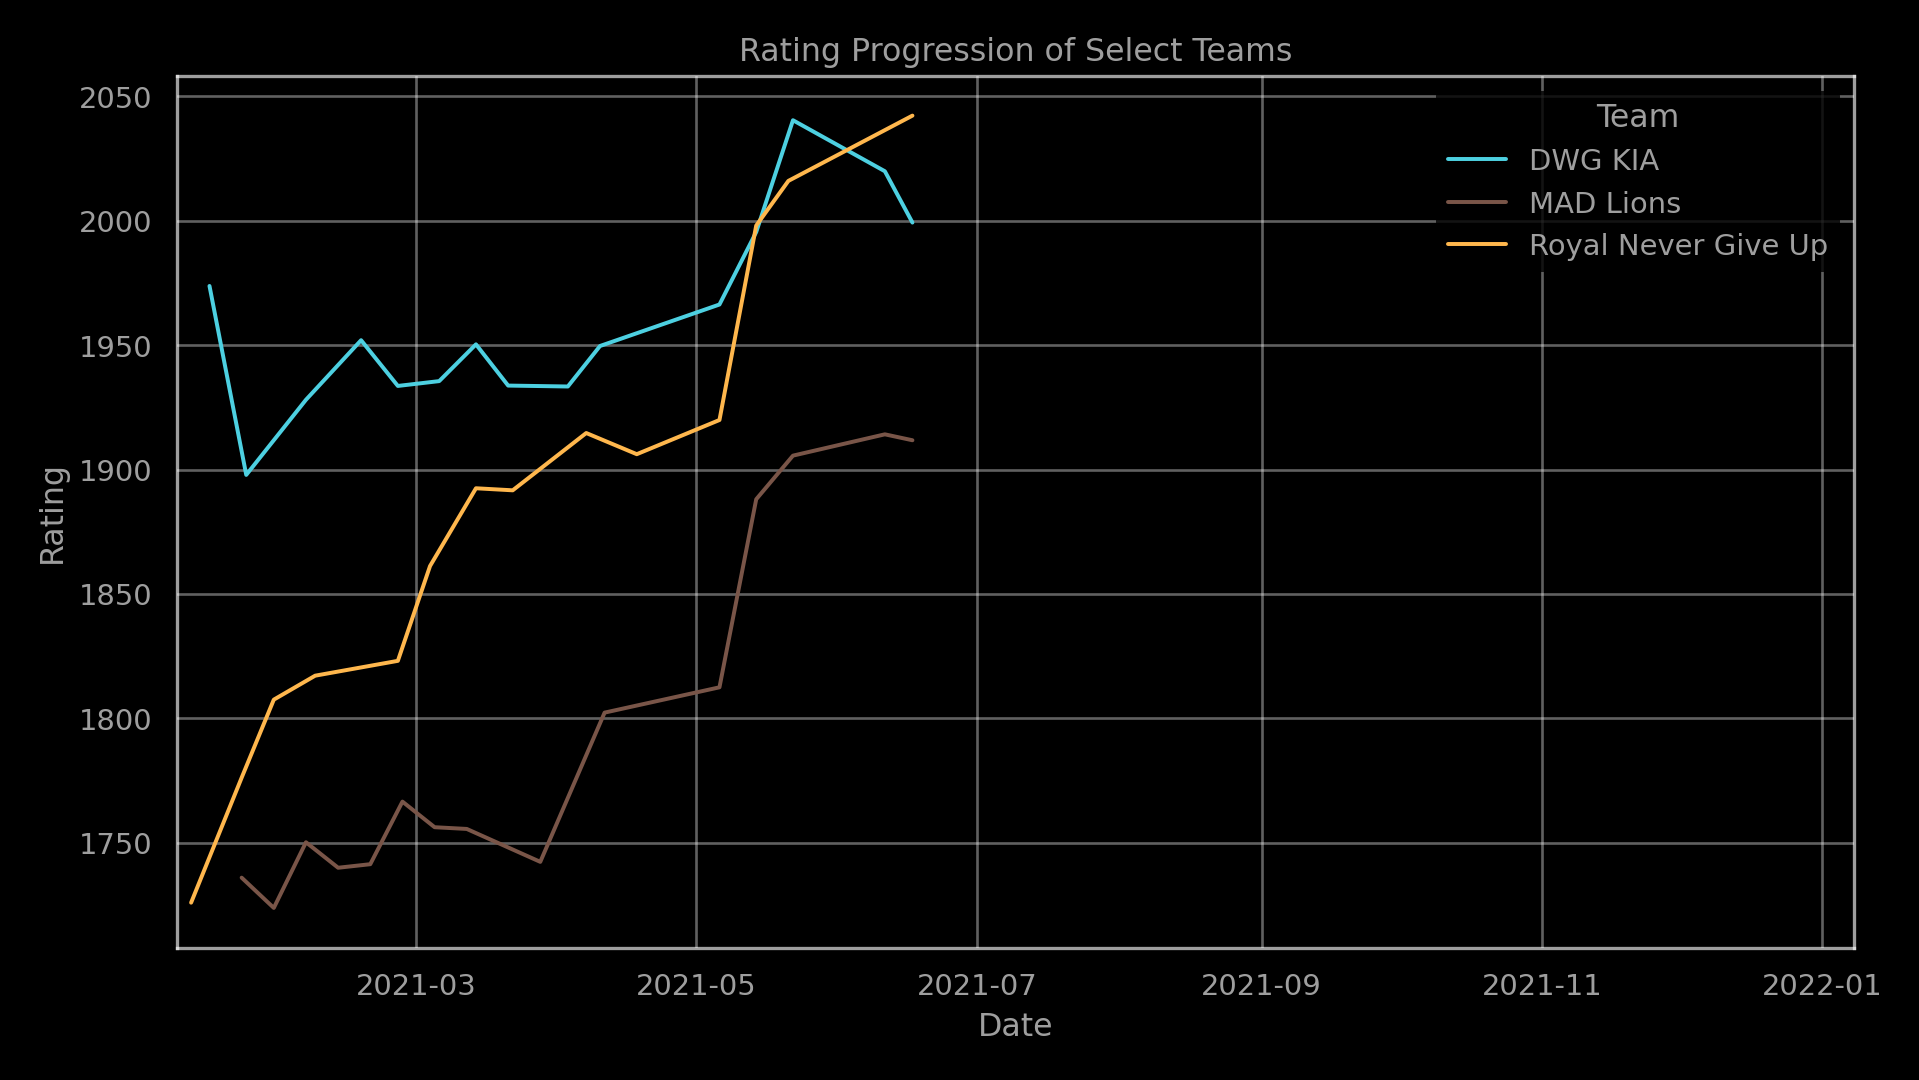 Rating Progression of Select Teams
2050
2000
1950
1900
1850
1800
1750
Rating
Team
DWG KIA
MAD Lions
Royal Never Give Up
2021-03
2021-05
2021-07
2021-09
2021-11
2022-01
Date